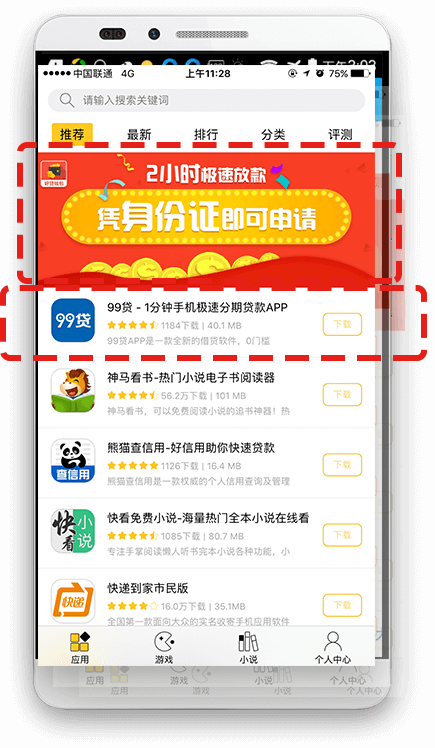 中国联通 4G 上午11:28 75%
请输入搜索关键词
推荐 最新 排行 分类 评测
好贷钱包
2小时极速放款
凭身份证即可申请
99贷
99贷 - 1分钟手机极速分期贷款APP
1184下载 | 40.1 MB
99贷APP是一款全新的借贷软件，0门槛
下载
神马看书-热门小说电子书阅读器
56.2万下载 | 101 MB
神马看书，可以免费阅读小说的追书神器！热
下载
查信用
熊猫查信用-好信用助你快速贷款
1126下载 | 16.4 MB
熊猫查信用是一款权威的个人信用查询及管理
下载
快看小说
快看免费小说-海量热门全本小说在线看
1085下载 | 80.7 MB
专注手掌阅读懒人听书完本小说各种功能，小
下载
快递
快递到家市民版
16.0万下载 | 35.1MB
全国第一款面向大众的实名收寄手机应用软件
下载
应用 游戏 小说 个人中心
应用 游戏 小说 个人中心